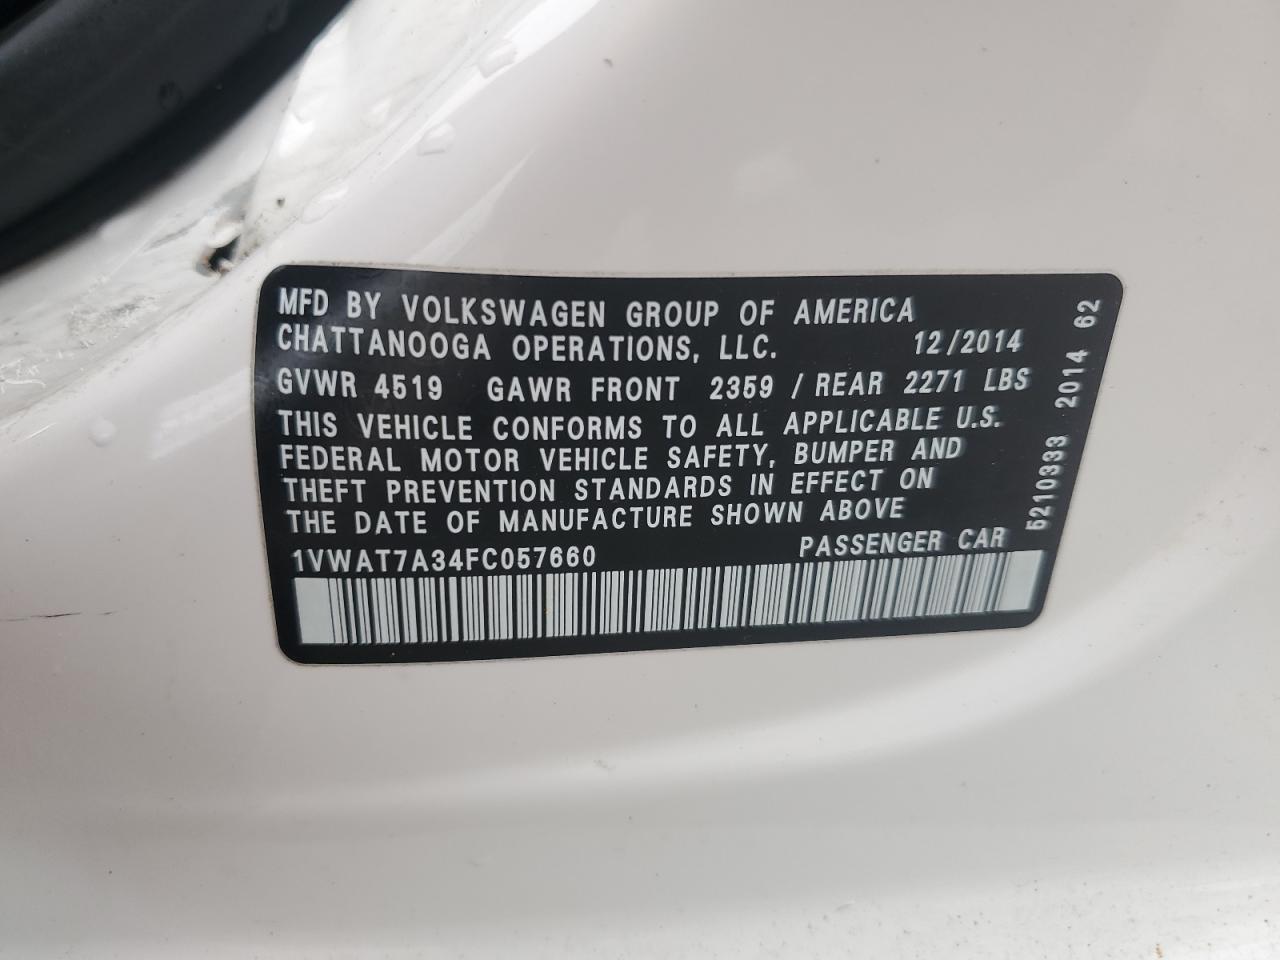 MFD BY VOLKSWAGEN GROUP OF AMERICA
CHATTANOOGA OPERATIONS, LLC. 12/2014
GVWR 4519 GAWR FRONT 2359 / REAR 2271 LBS
THIS VEHICLE CONFORMS TO ALL APPLICABLE U.S.
FEDERAL MOTOR VEHICLE SAFETY, BUMPER AND
THEFT PREVENTION STANDARDS IN EFFECT ON
THE DATE OF MANUFACTURE SHOWN ABOVE
1VWAT7A34FC057660 PASSENGER CAR
5210333 2014 62